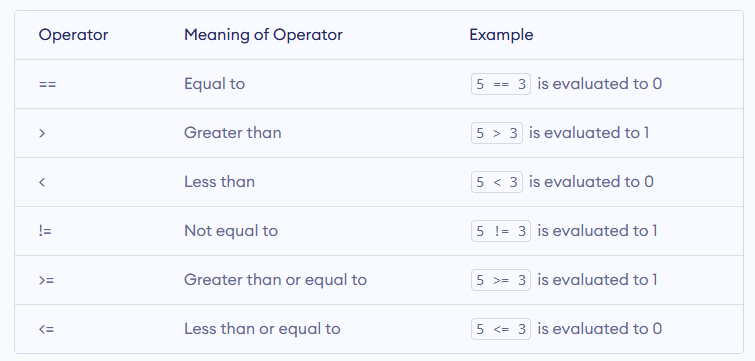 Operator Meaning of Operator Example
== Equal to 5 == 3 is evaluated to 0
> Greater than 5 > 3 is evaluated to 1
< Less than 5 < 3 is evaluated to 0
!= Not equal to 5 != 3 is evaluated to 1
>= Greater than or equal to 5 >= 3 is evaluated to 1
<= Less than or equal to 5 <= 3 is evaluated to 0